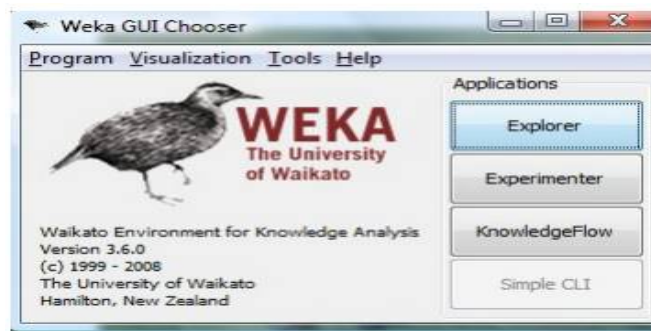 Weka GUI Chooser
Program Visualization Tools Help
WEKA
The University
of Waikato
Waikato Environment for Knowledge Analysis
Version 3.6.0
(c) 1999 - 2008
The University of Waikato
Hamilton, New Zealand
Applications
Explorer
Experimenter
KnowledgeFlow
Simple CLI